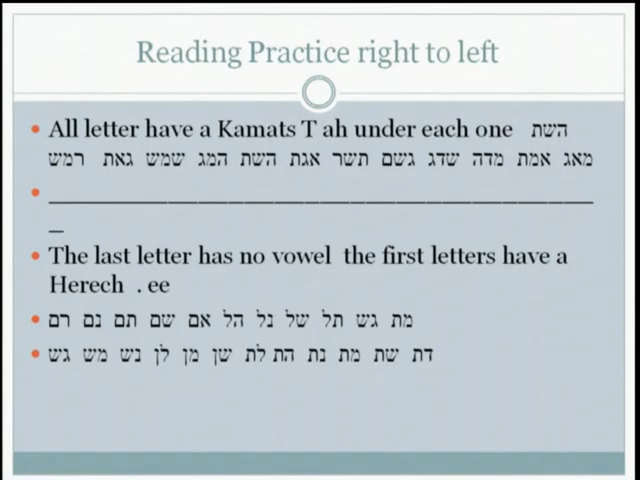 Reading Practice right to left
All letter have a Kamats T ah under each one השת
מאג אמת מדה שדג גשם תשר אגת השת המג שמש גאת רמש
The last letter has no vowel the first letters have a
Herech . ee
מת גש תל של נל הל אם שם תם נם רם
דת שת מת נת הת לת שן מן לן נש מש גש